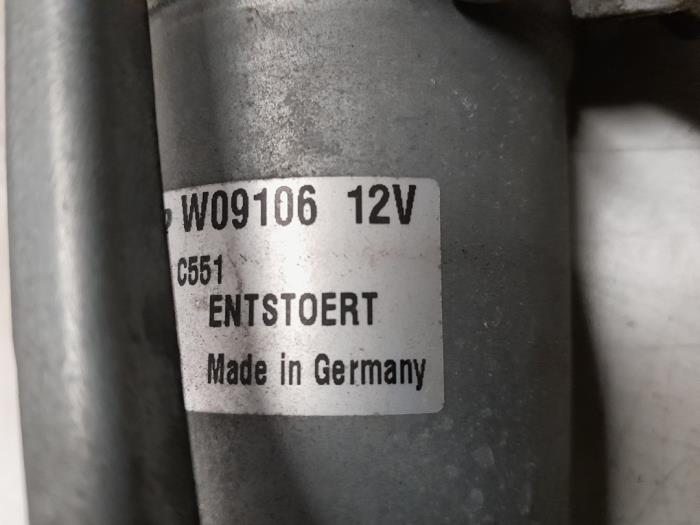 W09106 12V
C551
ENTSTOERT
Made in Germany